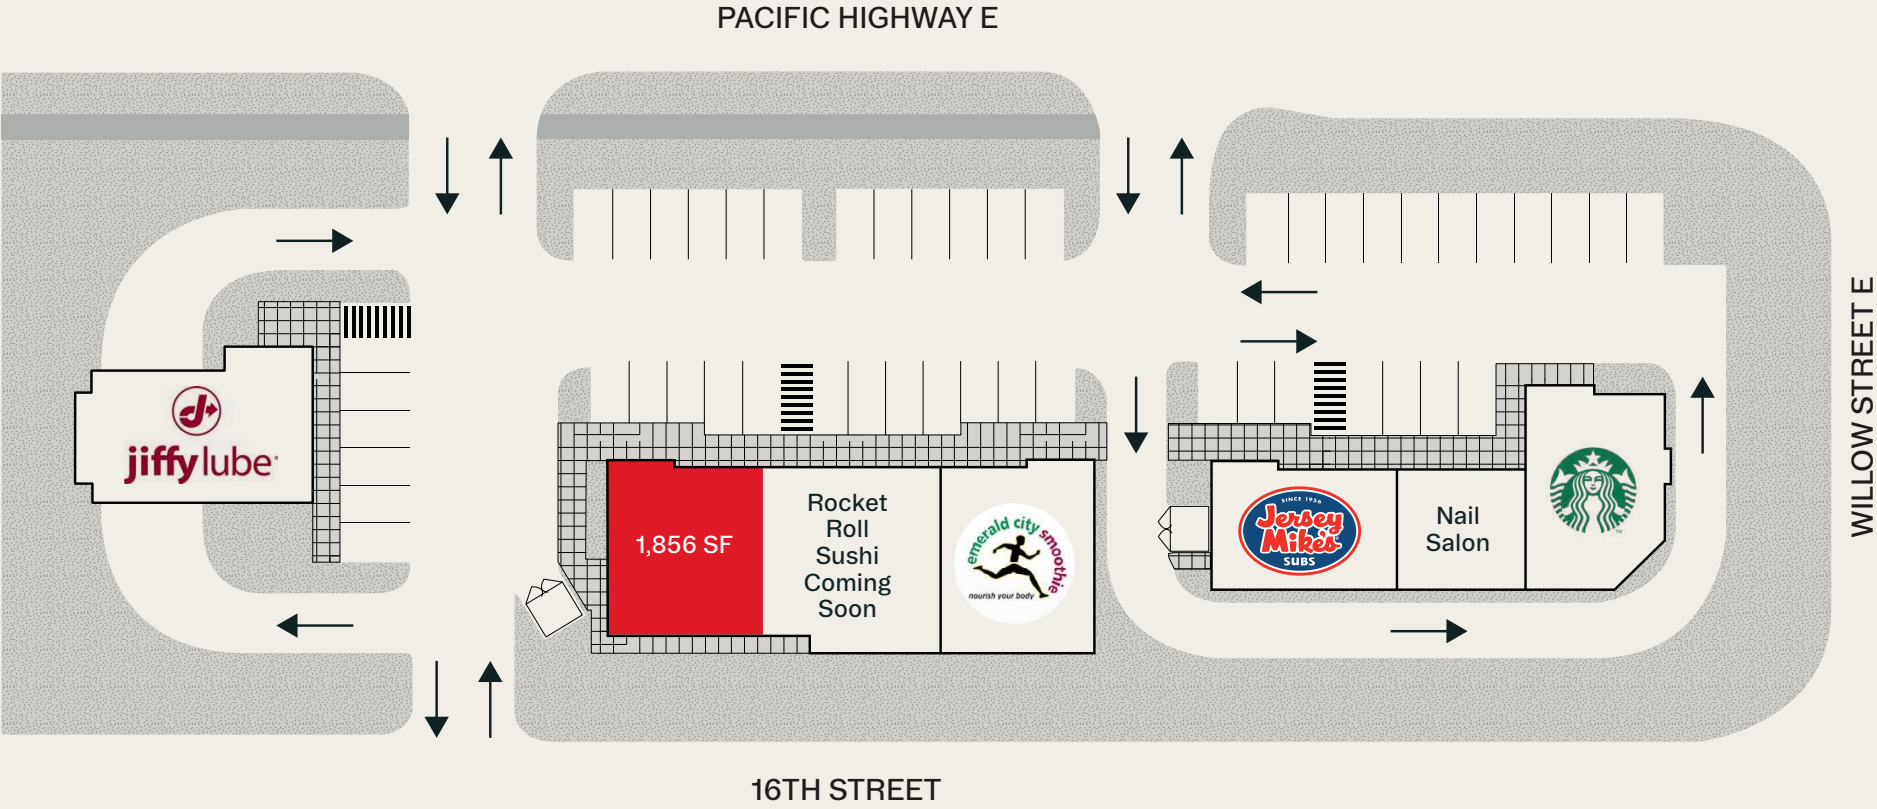 PACIFIC HIGHWAY E
WILLOW STREET E
jiffy lube
1,856 SF
Rocket
Roll
Sushi
Coming
Soon
emerald city smoothie
nourish your body
SINCE 1956
Jersey
Mike's
SUBS
Nail
Salon
TM
16TH STREET